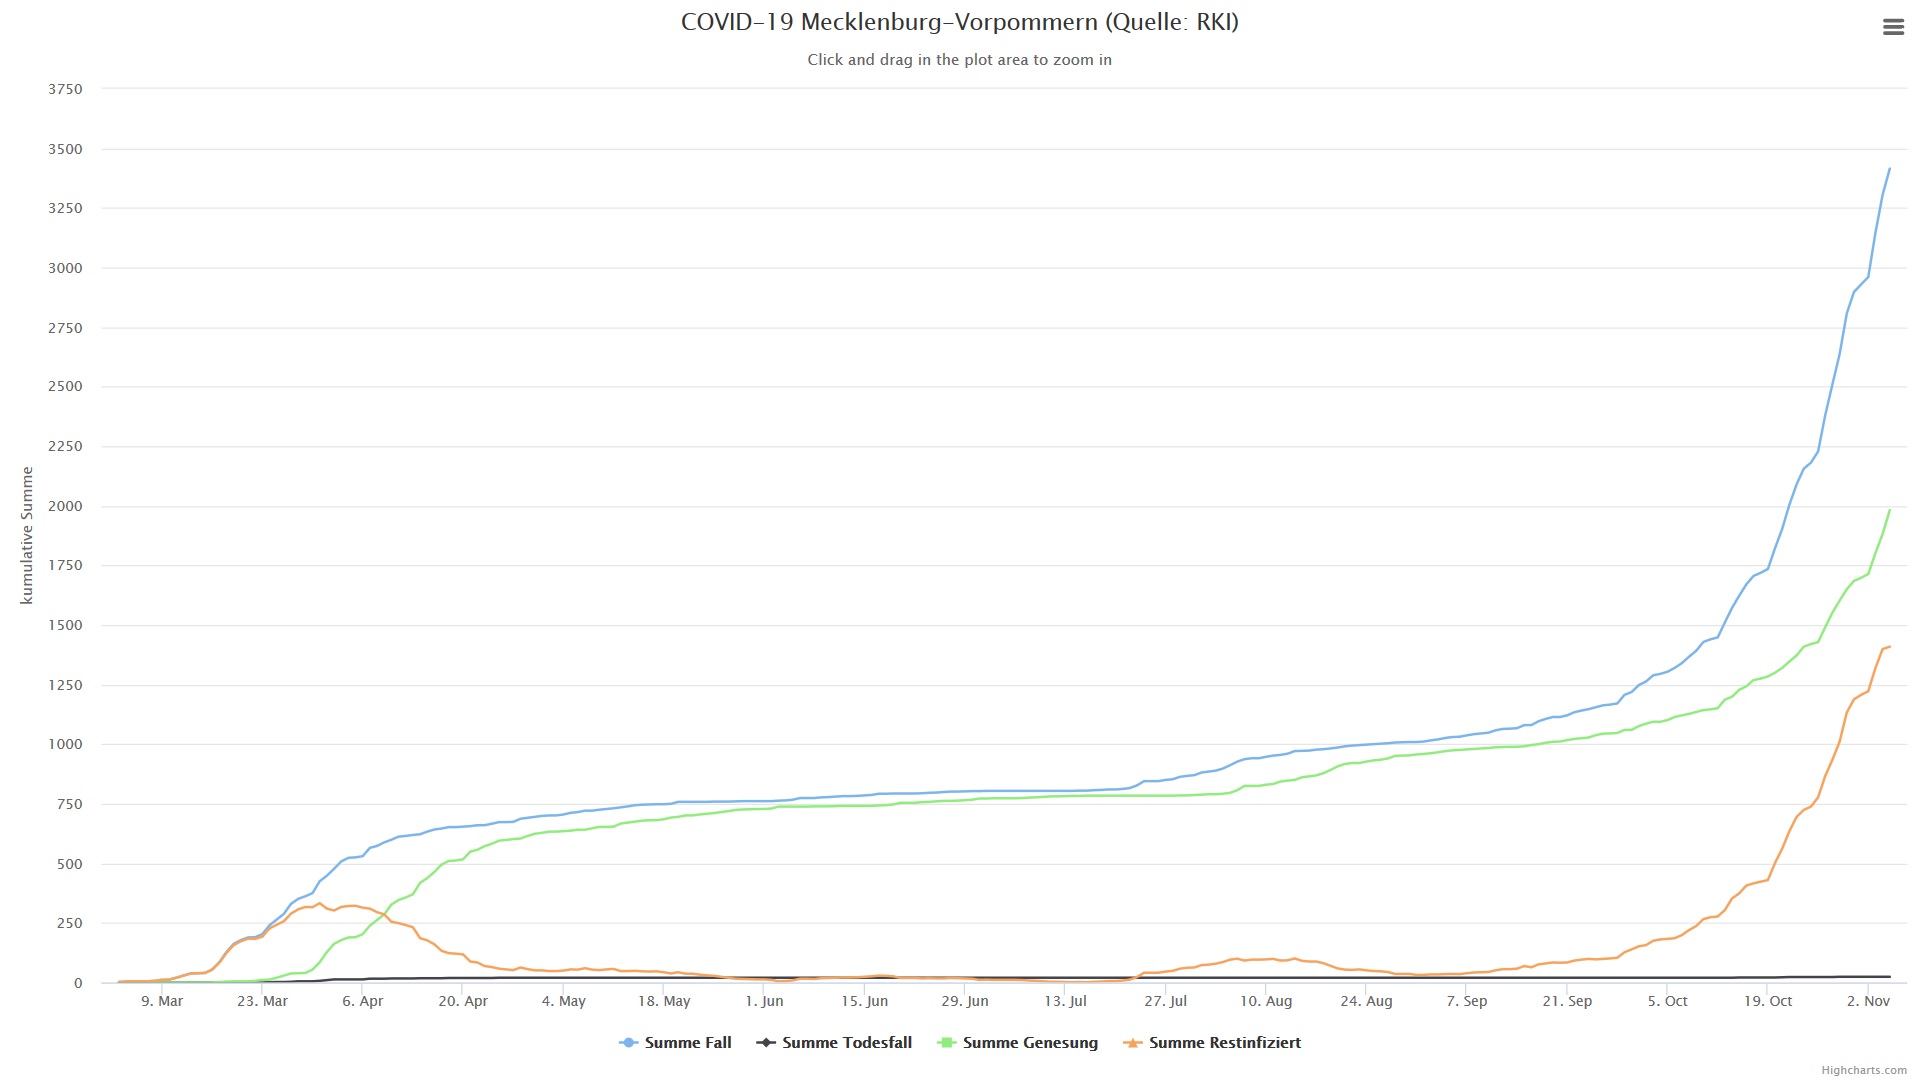 COVID-19 Mecklenburg-Vorpommern (Quelle: RKI)
Click and drag in the plot area to zoom in
kumulative Summe
3750
3500
3250
3000
2750
2500
2250
2000
1750
1500
1250
1000
750
500
250
0
9. Mar 23. Mar 6. Apr 20. Apr 4. May 18. May 1. Jun 15. Jun 29. Jun 13. Jul 27. Jul 10. Aug 24. Aug 7. Sep 21. Sep 5. Oct 19. Oct 2. Nov
Summe Fall Summe Todesfall Summe Genesung Summe Restinfiziert
Highcharts.com